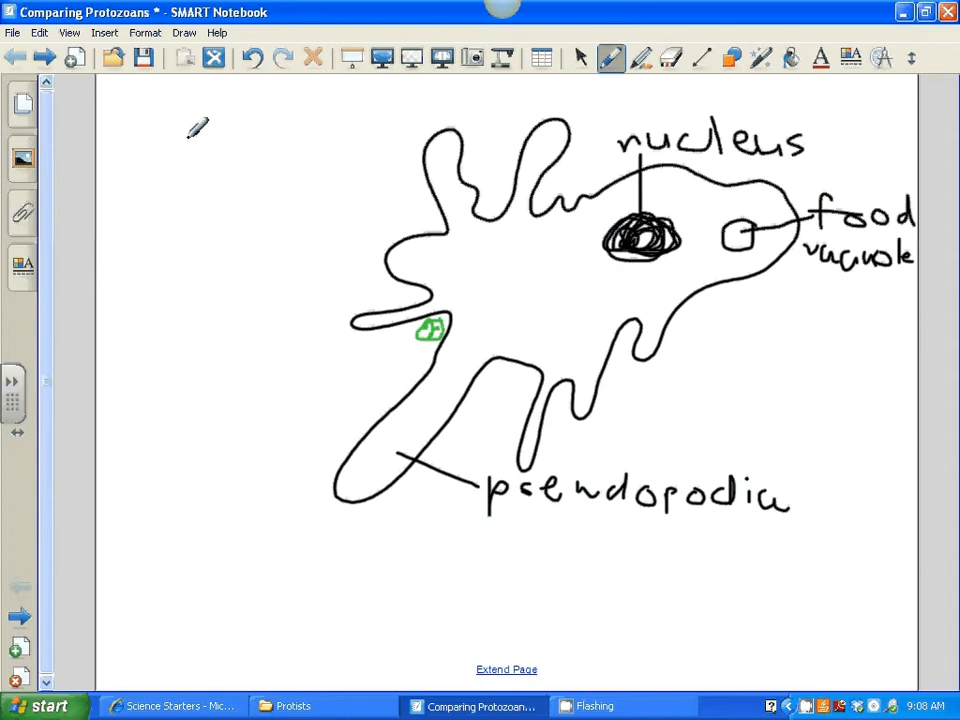 Comparing Protozoans * - SMART Notebook
File Edit View Insert Format Draw Help
nucleus
food
vacuole
pseudopodia
Extend Page
start
Science Starters - Mic...
Protists
Comparing Protozoan...
Flashing
9:08 AM